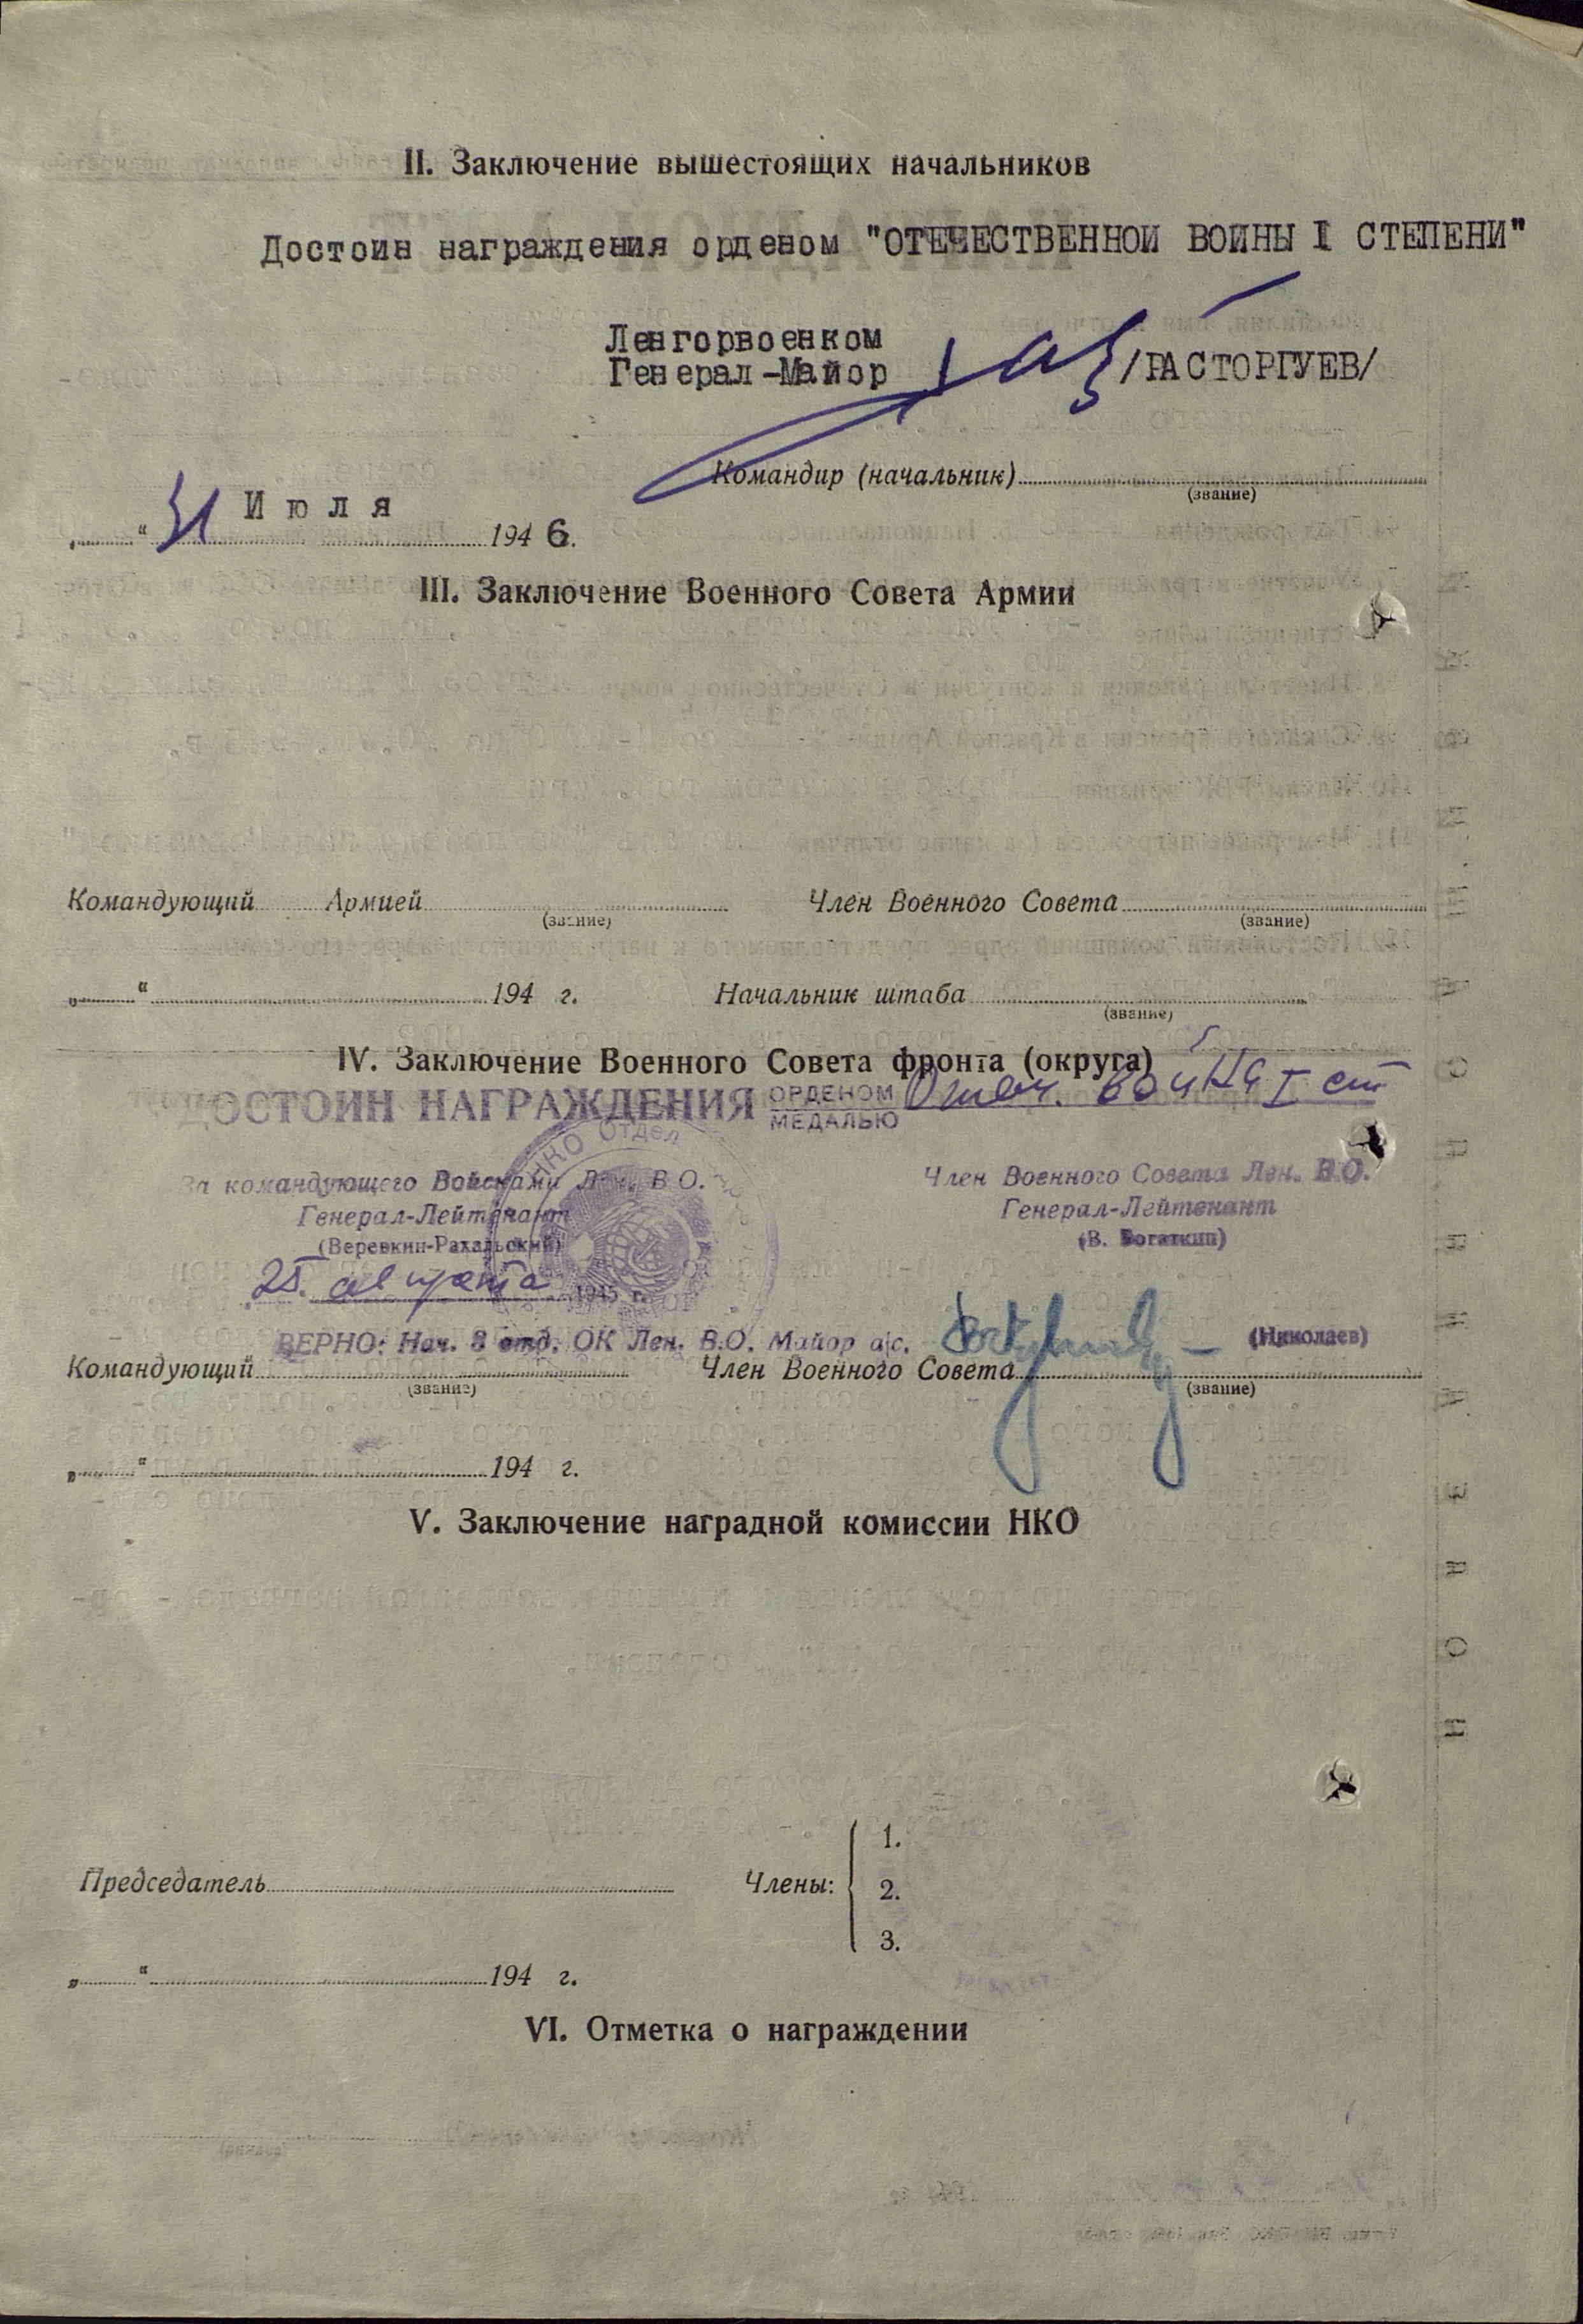 II. Заключение вышестоящих начальников
Достоин награждения орденом "ОТЕЧЕСТВЕННОЙ ВОЙНЫ I СТЕПЕНИ"
Ленгорвоенком
Генерал-Майор /РАСТОРГУЕВ/
Командир (начальник)
(звание)
„ “ 31 Июля 1946.
III. Заключение Военного Совета Армии
Командующий Армией Член Военного Совета
(звание) (звание)
„ “ 194 г. Начальник штаба
(звание)
IV. Заключение Военного Совета фронта (округа)
ДОСТОИН НАГРАЖДЕНИЯ ОРДЕНОМ Отеч. войны I ст
МЕДАЛЬЮ
НКО Отдел
За командующего Войсками Лен. В.О. Член Военного Совета Лен. В.О.
Генерал-Лейтенант Генерал-Лейтенант
(Веревкин-Рахальский) (В. Богаткин)
25. августа 1945 г.
ВЕРНО: Нач. 3 отд. ОК Лен. В.О. Майор а/с. (Николаев)
Командующий Член Военного Совета
(звание) (звание)
„ “ 194 г.
V. Заключение наградной комиссии НКО
Председатель Члены:
1.
2.
3.
„ “ 194 г.
VI. Отметка о награждении